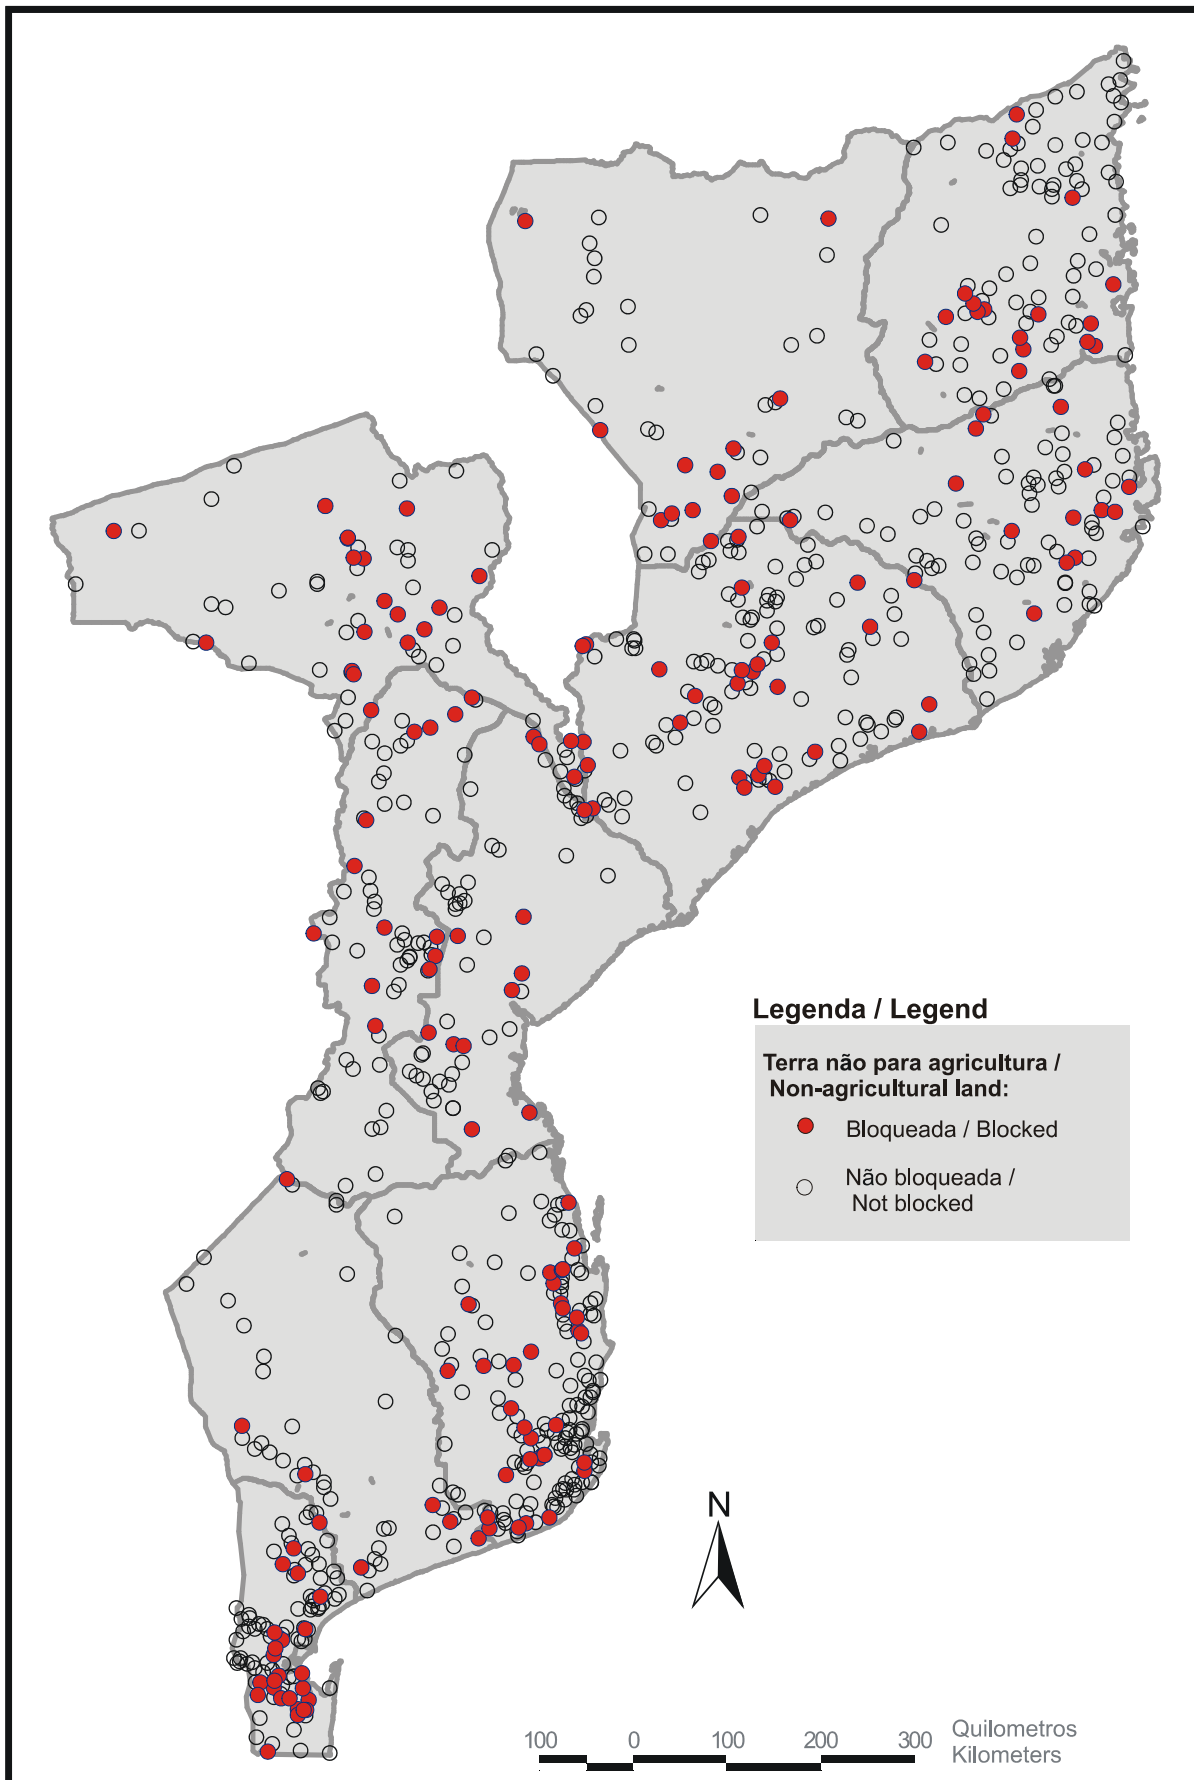 Legenda / Legend
Terra não para agricultura /
Non-agricultural land:
Bloqueada / Blocked
Não bloqueada /
Not blocked
N
100 0 100 200 300 Quilometros
Kilometers